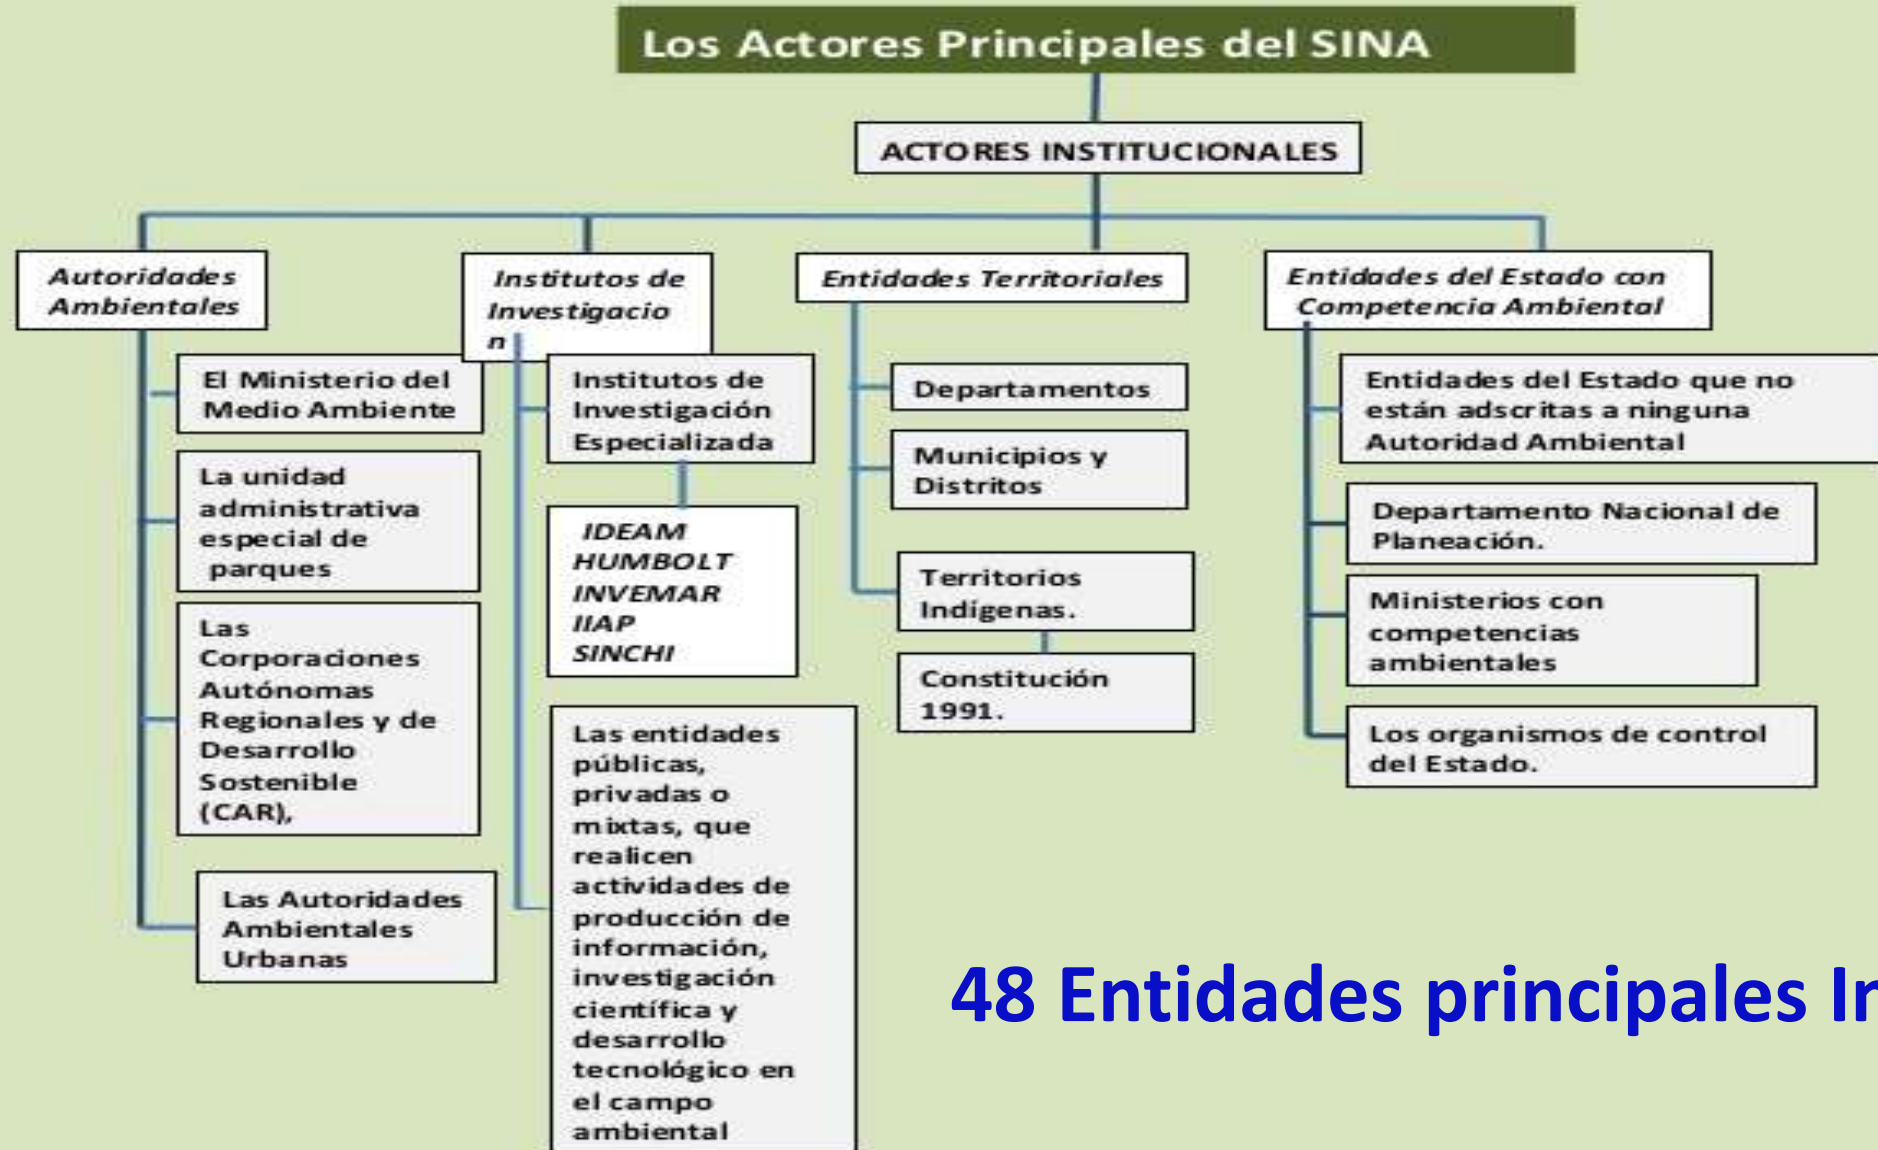 Los Actores Principales del SINA
ACTORES INSTITUCIONALES
Autoridades
Ambientales
El Ministerio del
Medio Ambiente
La unidad
administrativa
especial de
parques
Las
Corporaciones
Autónomas
Regionales y de
Desarrollo
Sostenible
(CAR),
Las Autoridades
Ambientales
Urbanas
Institutos de
Investigacio
n
Institutos de
Investigación
Especializada
IDEAM
HUMBOLT
INVEMAR
IIAP
SINCHI
Las entidades
públicas,
privadas o
mixtas, que
realicen
actividades de
producción de
información,
investigación
científica y
desarrollo
tecnológico en
el campo
ambiental
Entidades Territoriales
Departamentos
Municipios y
Distritos
Territorios
Indígenas.
Constitución
1991.
Entidades del Estado con
Competencia Ambiental
Entidades del Estado que no
están adscritas a ninguna
Autoridad Ambiental
Departamento Nacional de
Planeación.
Ministerios con
competencias
ambientales
Los organismos de control
del Estado.
48 Entidades principales